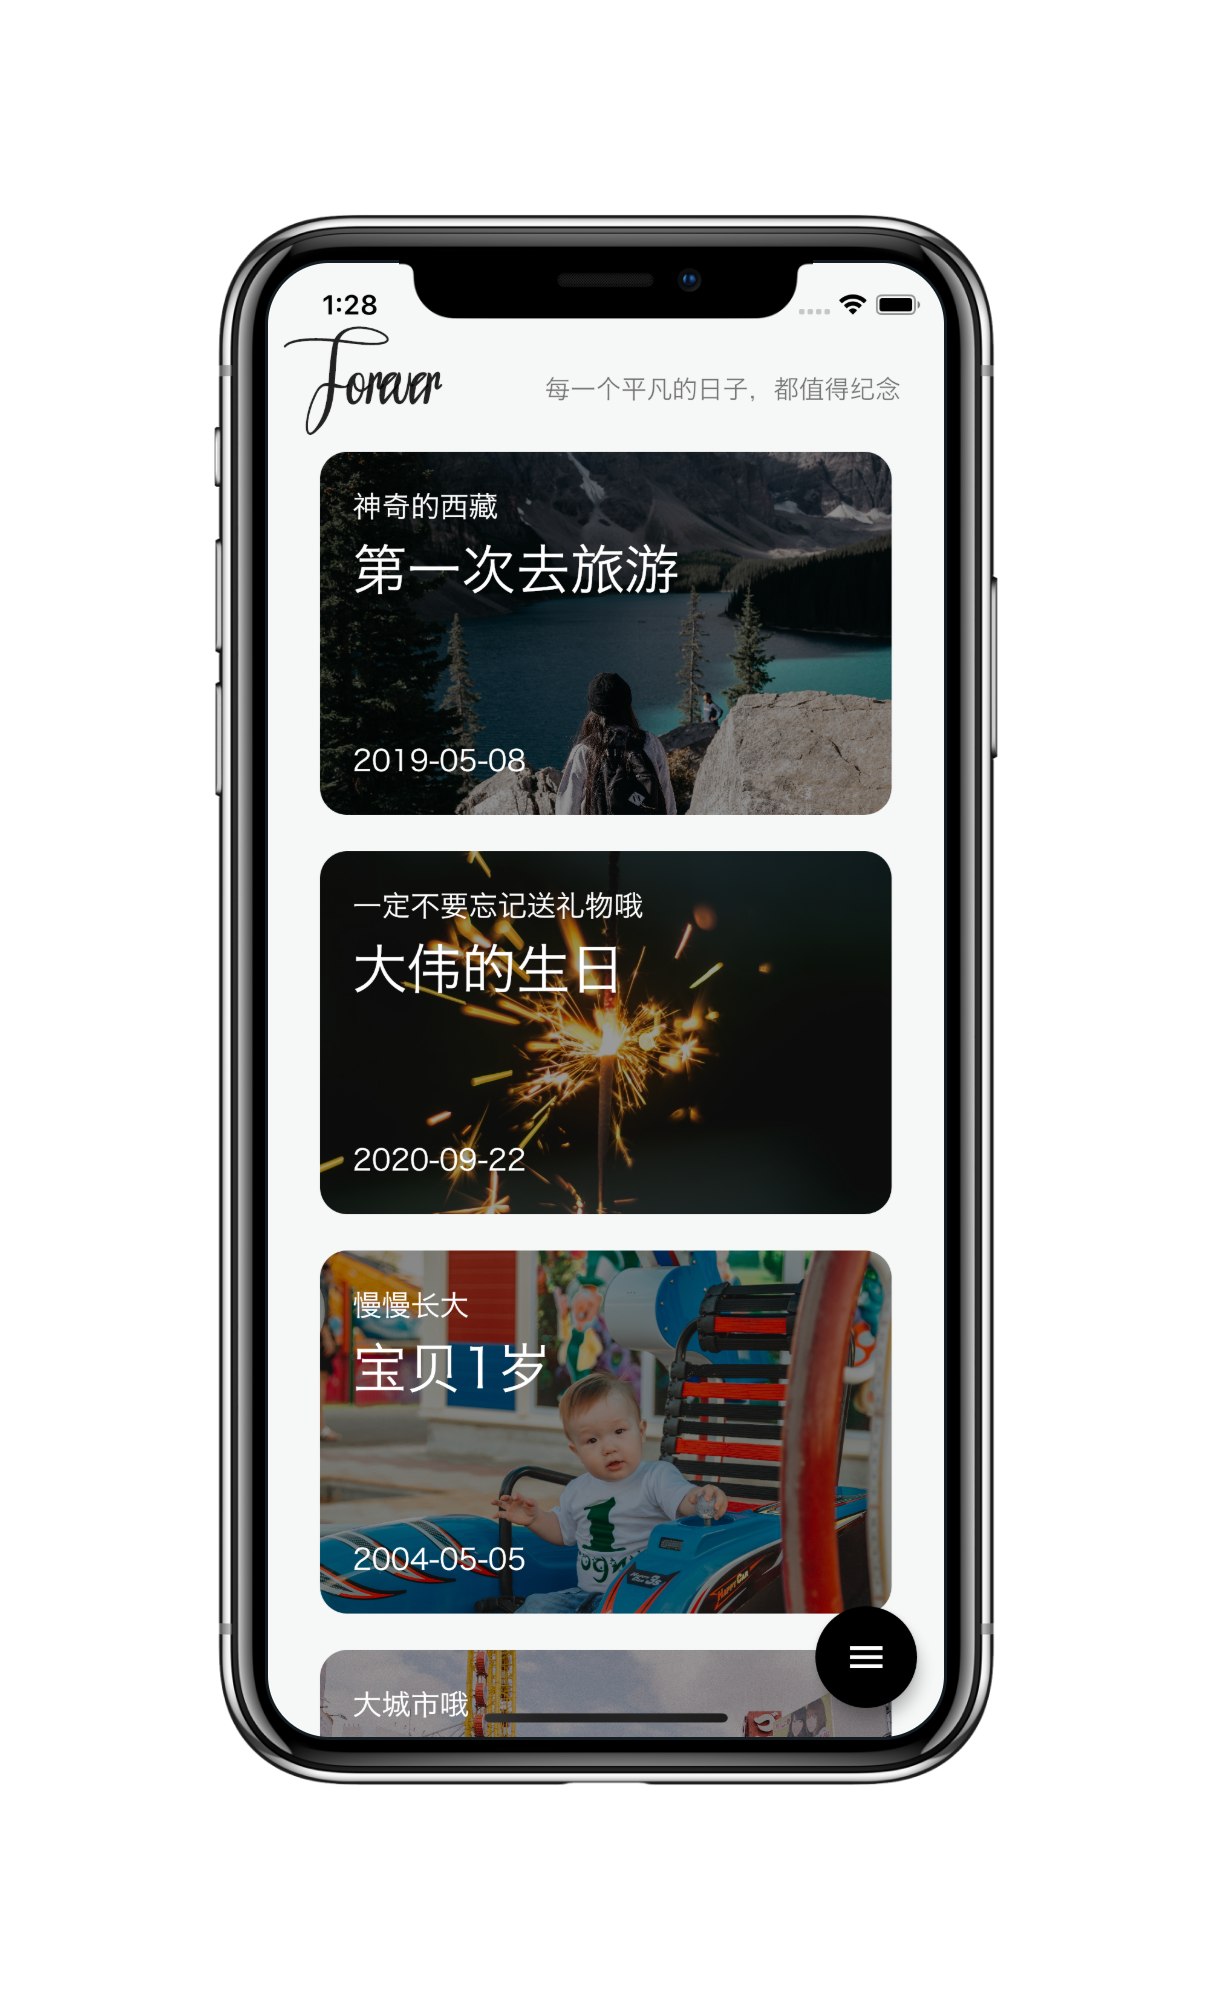 1:28
Forever
每一个平凡的日子，都值得纪念
神奇的西藏
第一次去旅游
2019-05-08
一定不要忘记送礼物哦
大伟的生日
2020-09-22
慢慢长大
宝贝1岁
1
2004-05-05
Happy Car
大城市哦